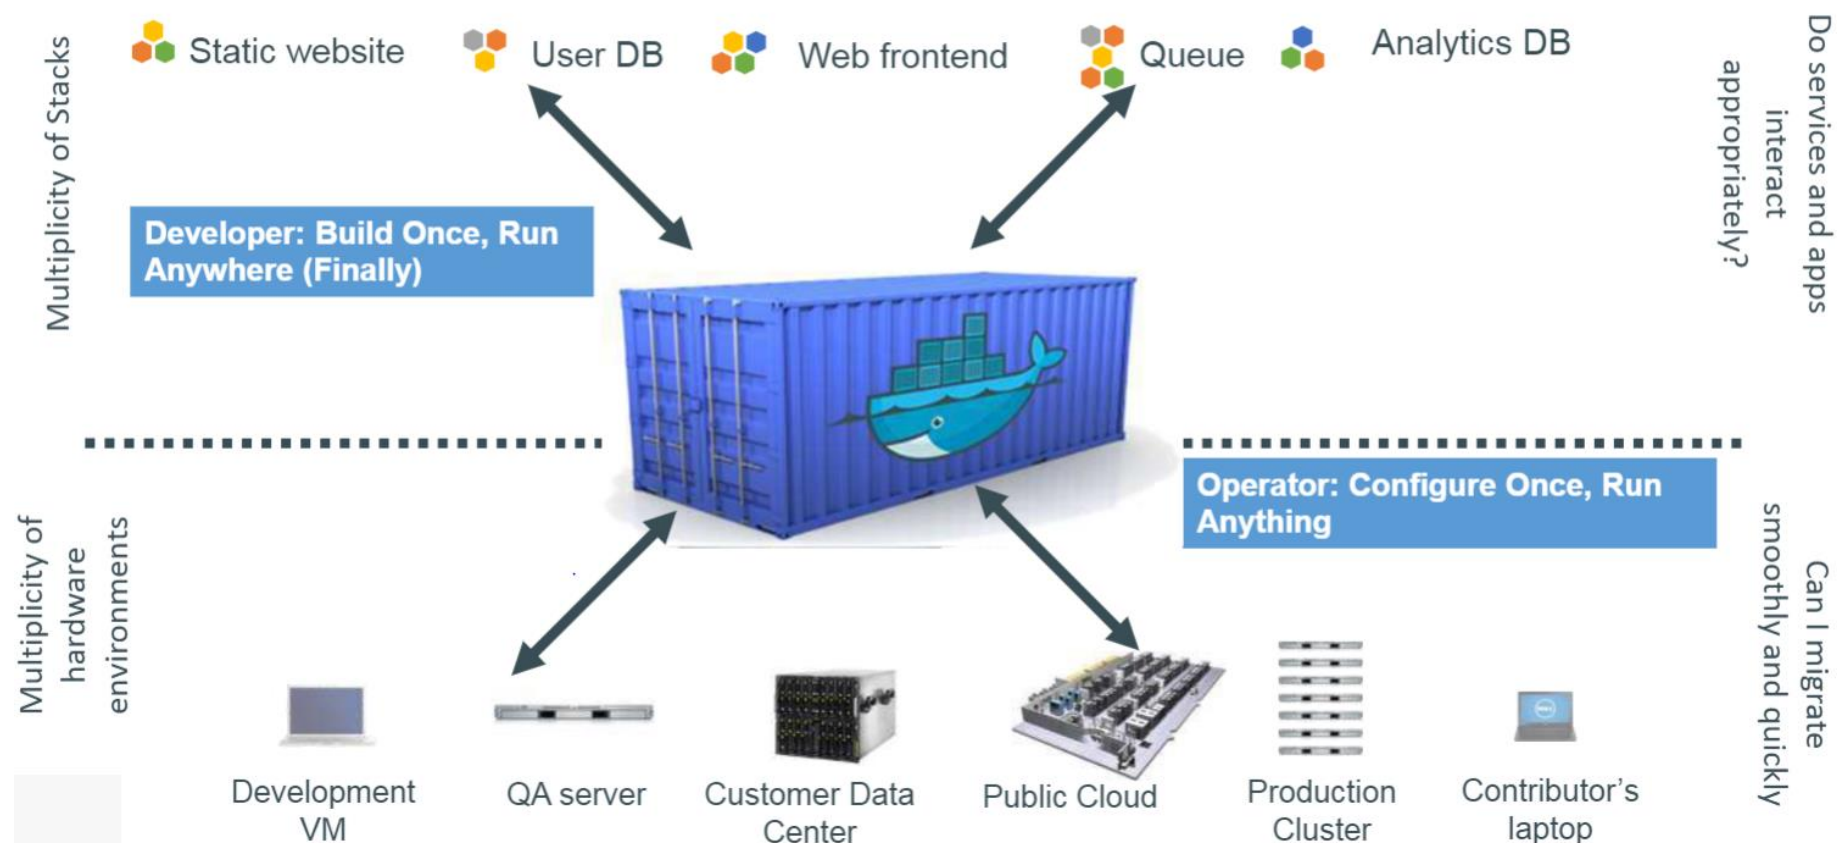 Static website
User DB
Web frontend
Queue
Analytics DB
Multiplicity of Stacks
Do services and apps
interact
appropriately?
Developer: Build Once, Run
Anywhere (Finally)
Operator: Configure Once, Run
Anything
Multiplicity of
hardware
environments
Can I migrate
smoothly and quickly
DELL
Development
VM
QA server
Customer Data
Center
Public Cloud
Production
Cluster
Contributor’s
laptop